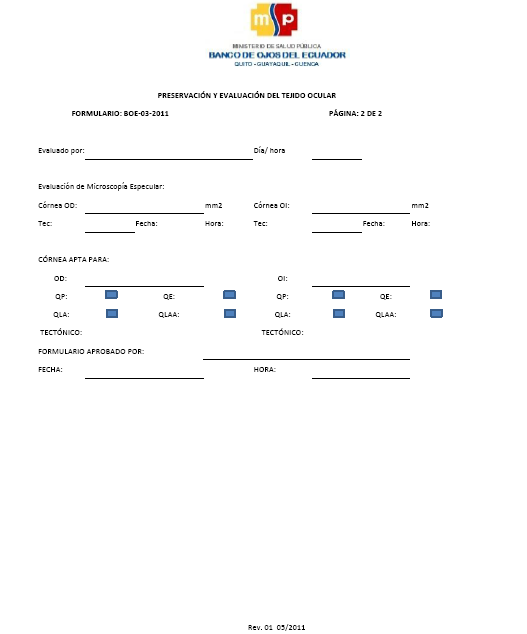 msp
MINISTERIO DE SALUD PÚBLICA
BANCO DE OJOS DEL ECUADOR
QUITO - GUAYAQUIL - CUENCA
PRESERVACIÓN Y EVALUACIÓN DEL TEJIDO OCULAR
FORMULARIO: BOE-03-2011 PÁGINA: 2 DE 2
Evaluado por: Día/ hora
Evaluación de Microscopía Especular:
Córnea OD: mm2 Córnea OI: mm2
Tec: Fecha: Hora: Tec: Fecha: Hora:
CÓRNEA APTA PARA:
OD: OI:
QP: QE: QP: QE:
QLA: QLAA: QLA: QLAA:
TECTÓNICO: TECTÓNICO:
FORMULARIO APROBADO POR:
FECHA: HORA:
Rev. 01 05/2011